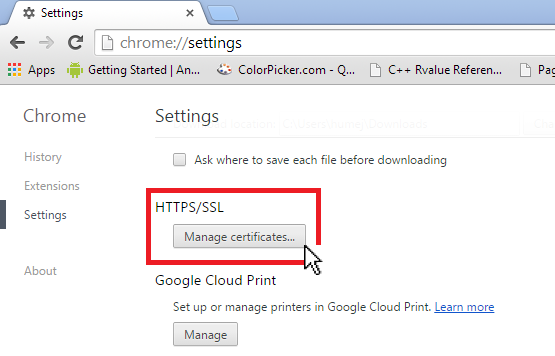 Settings
chrome://settings
Apps Getting Started | An... ColorPicker.com - Q... C++ Rvalue Referen... Pag
Chrome
Settings
History
Ask where to save each file before downloading
Extensions
Settings
HTTPS/SSL
Manage certificates...
About
Google Cloud Print
Set up or manage printers in Google Cloud Print. Learn more
Manage